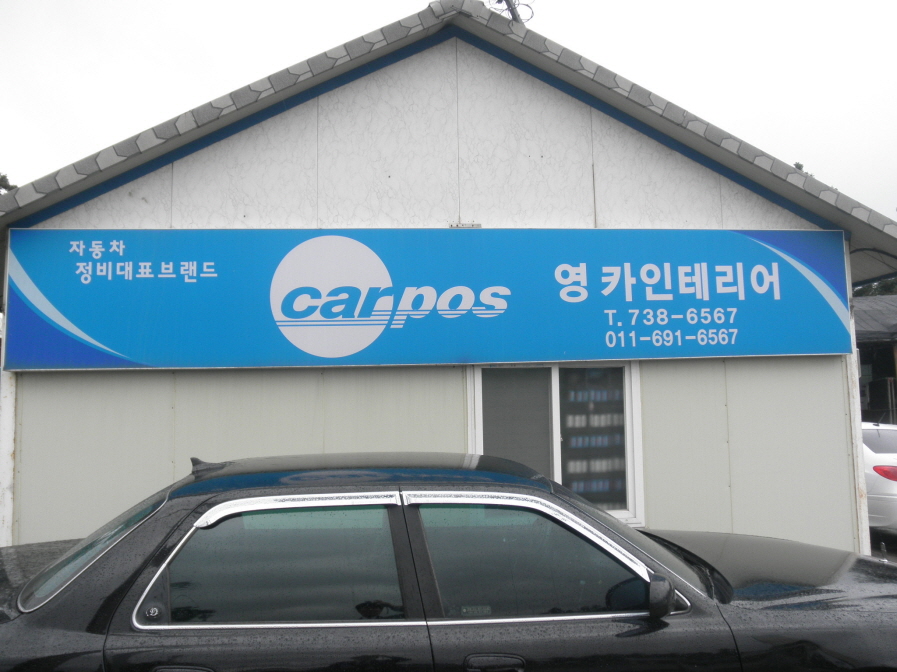 자동차
정비대표브랜드
carpos
영 카인테리어
T. 738-6567
011-691-6567